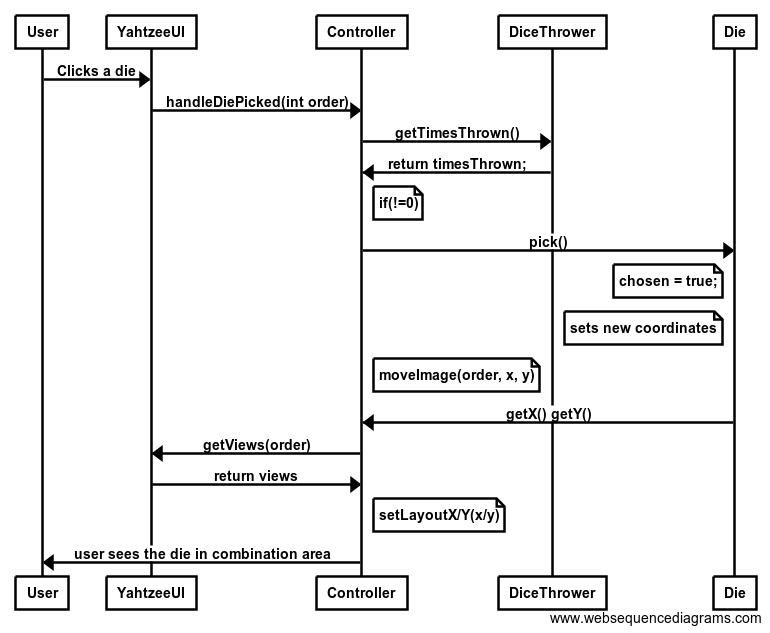 User
YahtzeeUI
Controller
DiceThrower
Die
Clicks a die
handleDiePicked(int order)
getTimesThrown()
return timesThrown;
if(!=0)
pick()
chosen = true;
sets new coordinates
moveImage(order, x, y)
getX() getY()
getViews(order)
return views
setLayoutX/Y(x/y)
user sees the die in combination area
User
YahtzeeUI
Controller
DiceThrower
Die
www.websequencediagrams.com